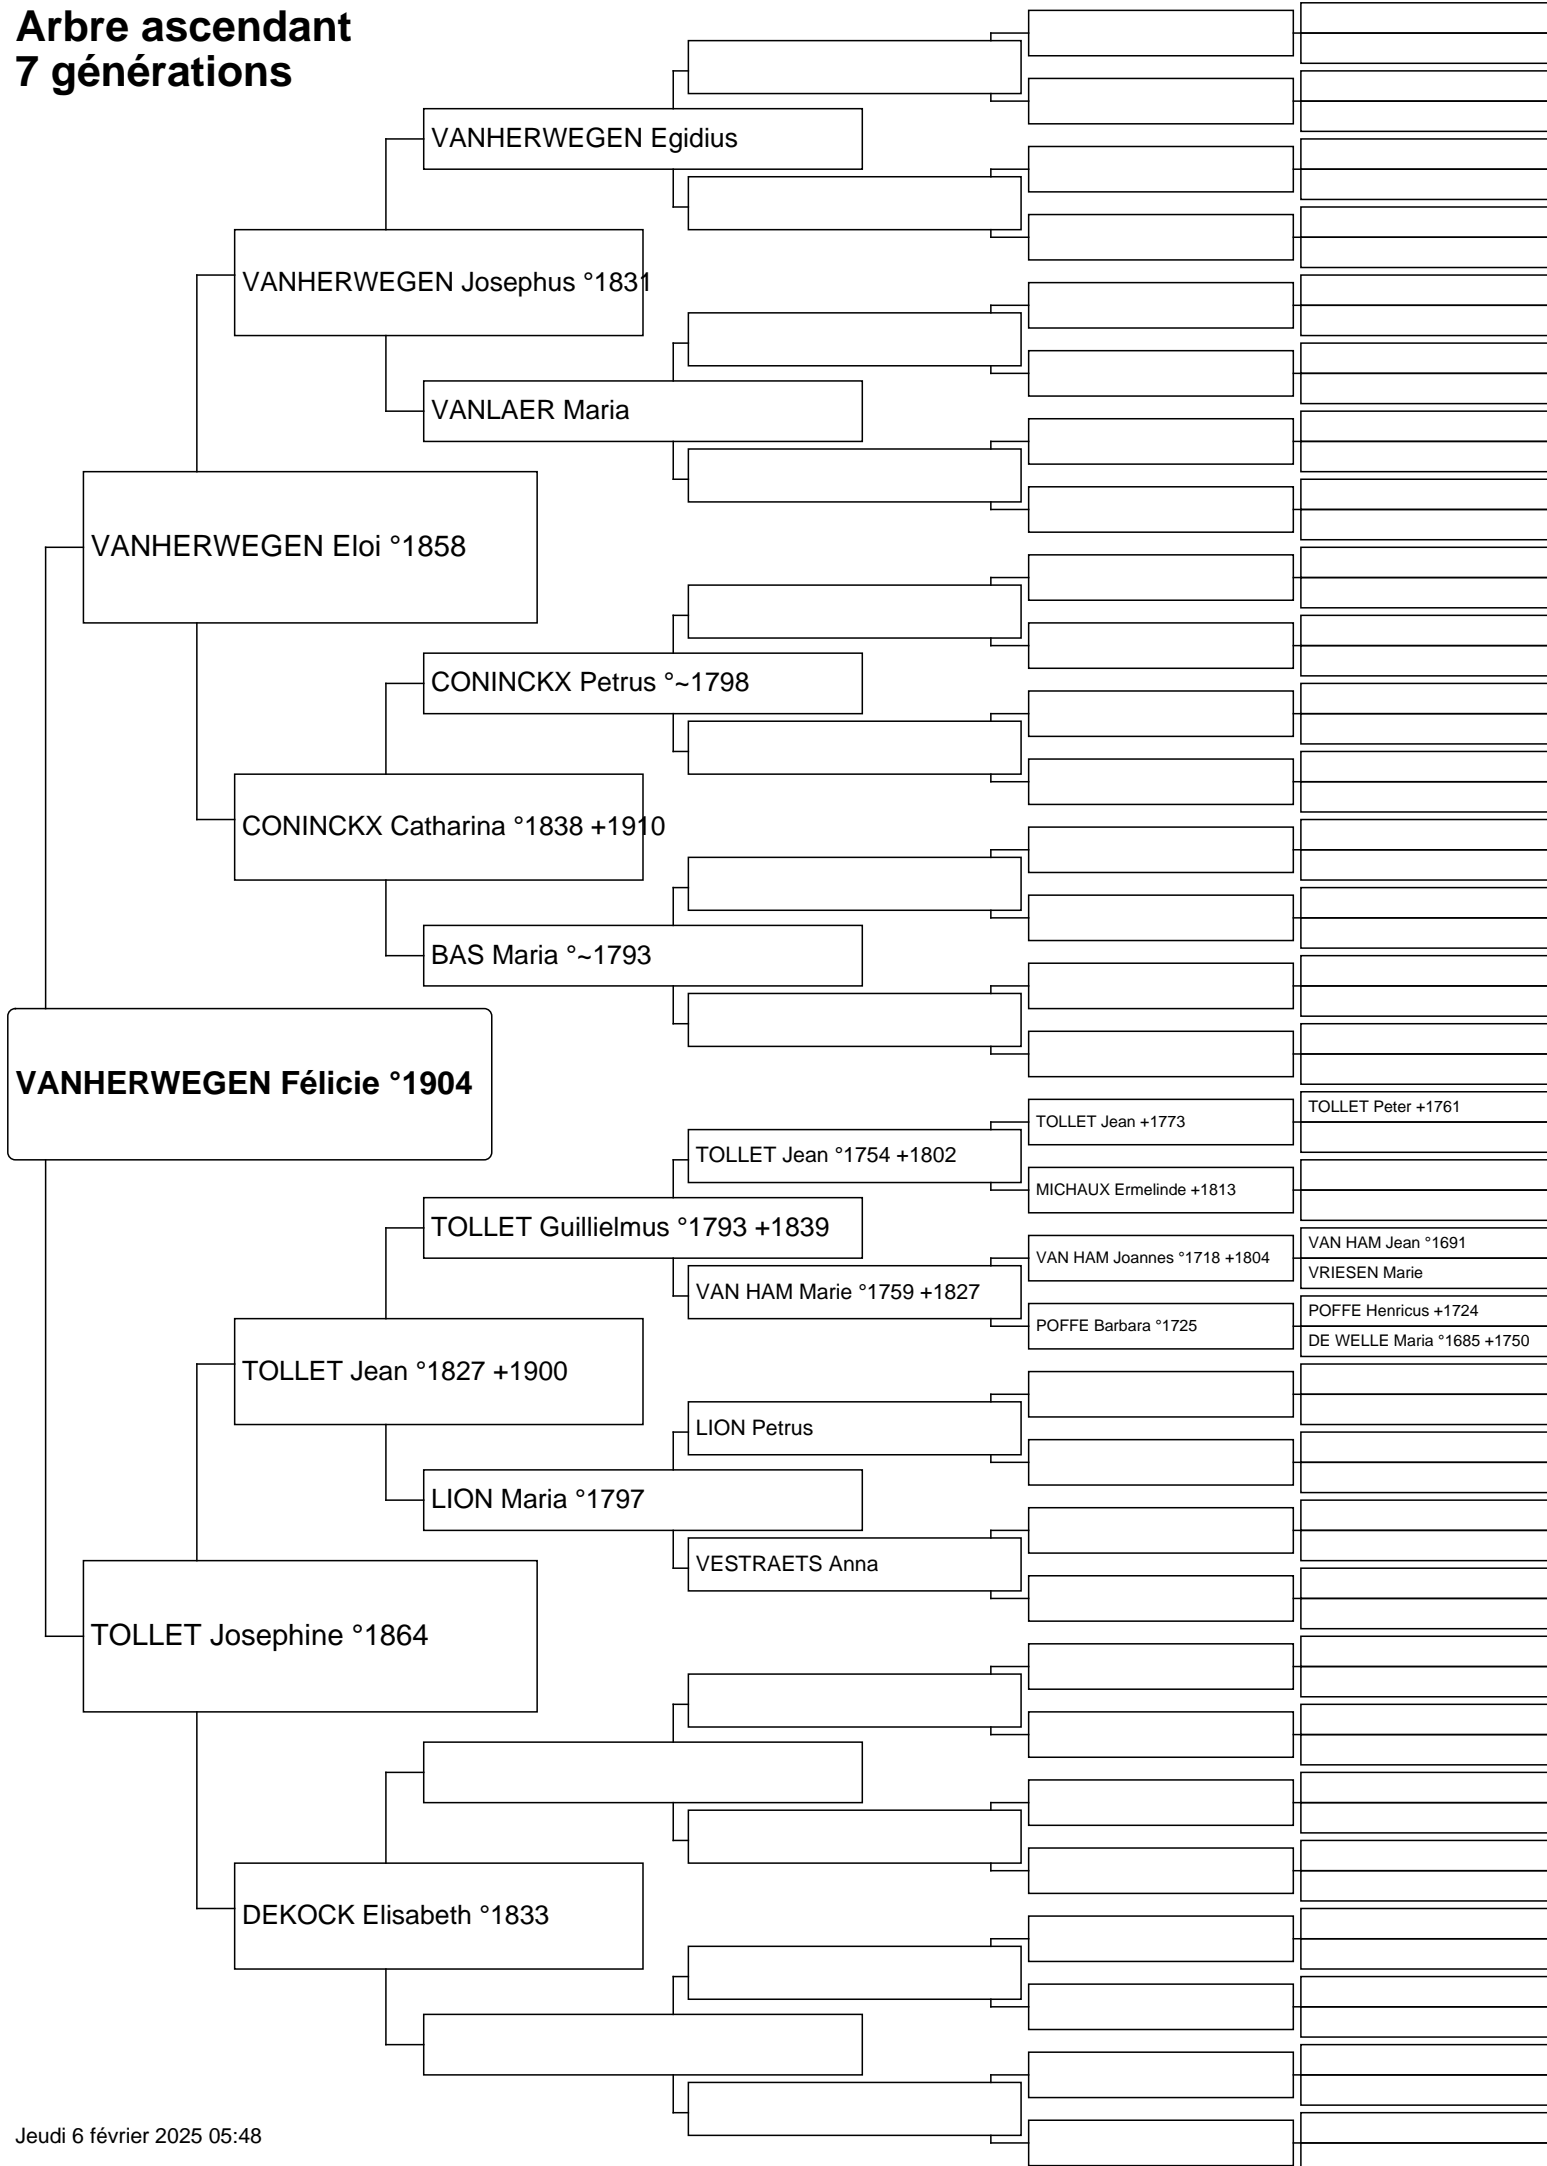 Arbre ascendant
7 générations
VANHERWEGEN Egidius
VANHERWEGEN Josephus °1831
VANLAER Maria
VANHERWEGEN Eloi °1858
CONINCKX Petrus °~1798
CONINCKX Catharina °1838 +1910
BAS Maria °~1793
VANHERWEGEN Félicie °1904
TOLLET Peter +1761
TOLLET Jean +1773
TOLLET Jean °1754 +1802
MICHAUX Ermelinde +1813
TOLLET Guillielmus °1793 +1839
VAN HAM Jean °1691
VAN HAM Joannes °1718 +1804
VRIESEN Marie
VAN HAM Marie °1759 +1827
POFFE Henricus +1724
POFFE Barbara °1725
DE WELLE Maria °1685 +1750
TOLLET Jean °1827 +1900
LION Petrus
LION Maria °1797
VESTRAETS Anna
TOLLET Josephine °1864
DEKOCK Elisabeth °1833
Jeudi 6 février 2025 05:48